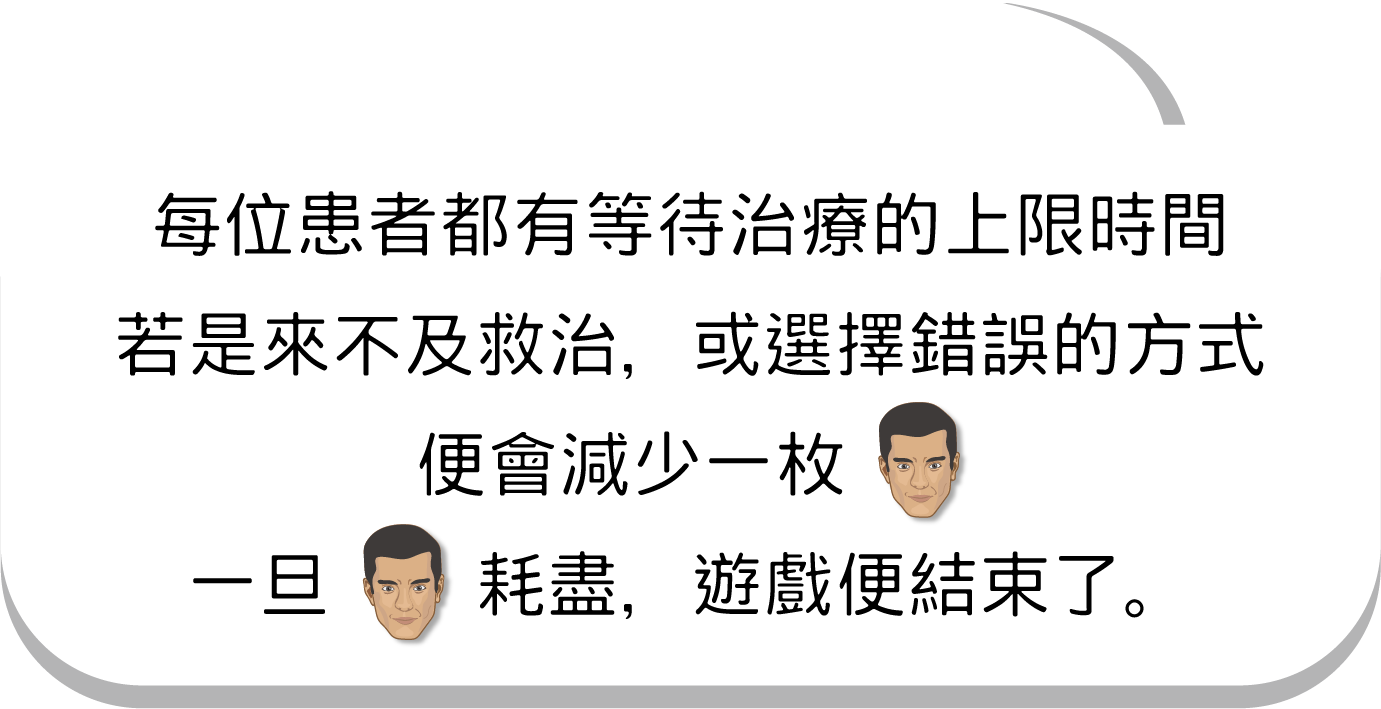 每位患者都有等待治療的上限時間
若是來不及救治，或選擇錯誤的方式
便會減少一枚
一旦 耗盡，遊戲便結束了。